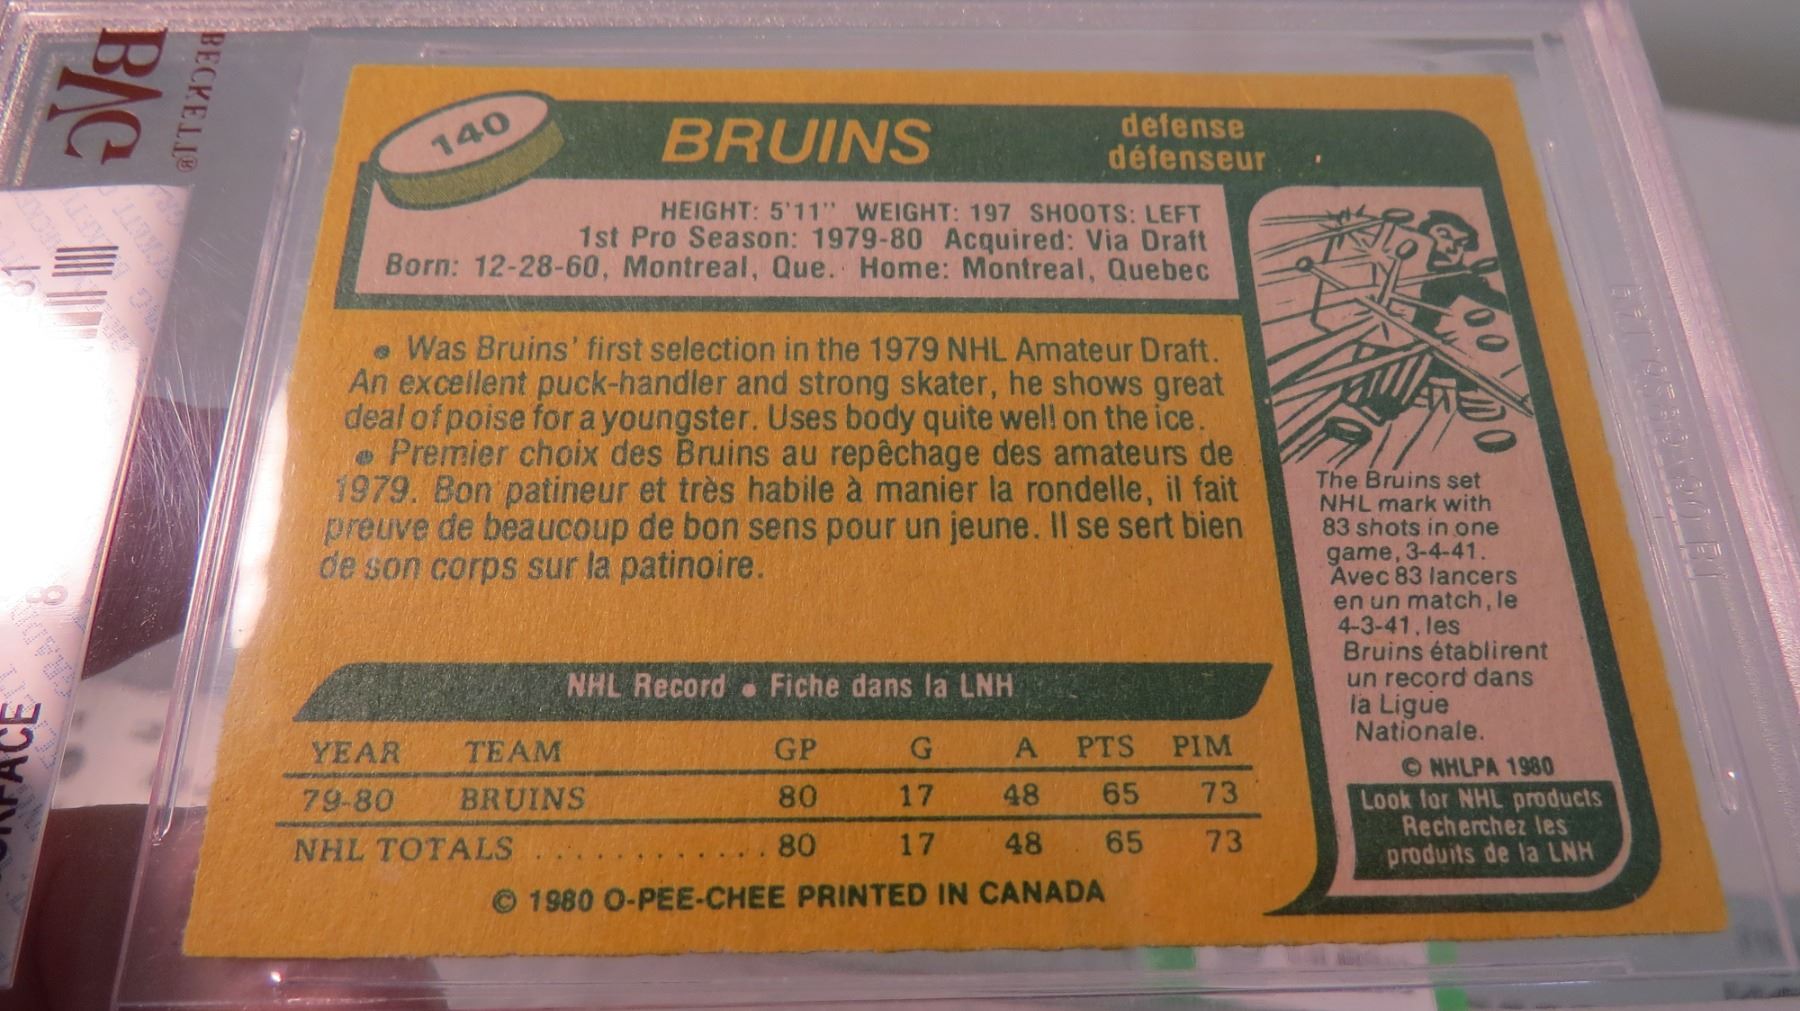 BECKETT®
BVG
140
BRUINS
defense
défenseur
HEIGHT: 5'11" WEIGHT: 197 SHOOTS: LEFT
1st Pro Season: 1979-80 Acquired: Via Draft
Born: 12-28-60, Montreal, Que. Home: Montreal, Quebec
• Was Bruins' first selection in the 1979 NHL Amateur Draft.
An excellent puck-handler and strong skater, he shows great
deal of poise for a youngster. Uses body quite well on the ice.
• Premier choix des Bruins au repêchage des amateurs de
1979. Bon patineur et très habile à manier la rondelle, il fait
preuve de beaucoup de bon sens pour un jeune. Il se sert bien
de son corps sur la patinoire.
The Bruins set
NHL mark with
83 shots in one
game, 3-4-41.
Avec 83 lancers
en un match, le
4-3-41, les
Bruins établirent
un record dans
la Ligue
Nationale.
© NHLPA 1980
Look for NHL products
Recherchez les
produits de la LNH
NHL Record • Fiche dans la LNH
YEAR TEAM GP G A PTS PIM
79-80 BRUINS 80 17 48 65 73
NHL TOTALS . . . . . . . . . . . . 80 17 48 65 73
© 1980 O-PEE-CHEE PRINTED IN CANADA
8
SURFACE